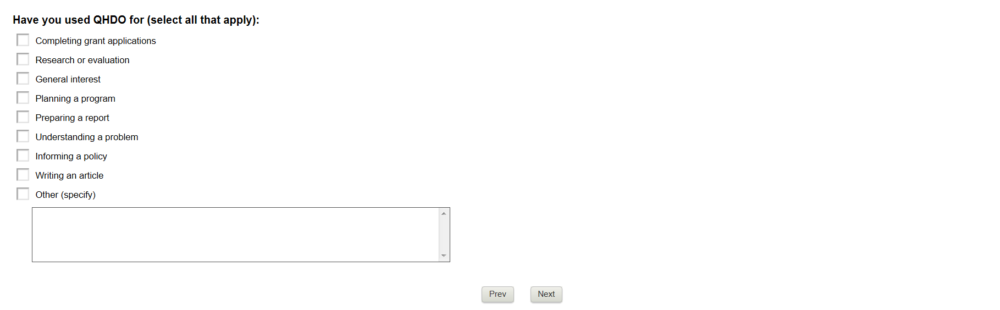 Have you used QHDO for (select all that apply):
Completing grant applications
Research or evaluation
General interest
Planning a program
Preparing a report
Understanding a problem
Informing a policy
Writing an article
Other (specify)
Prev Next